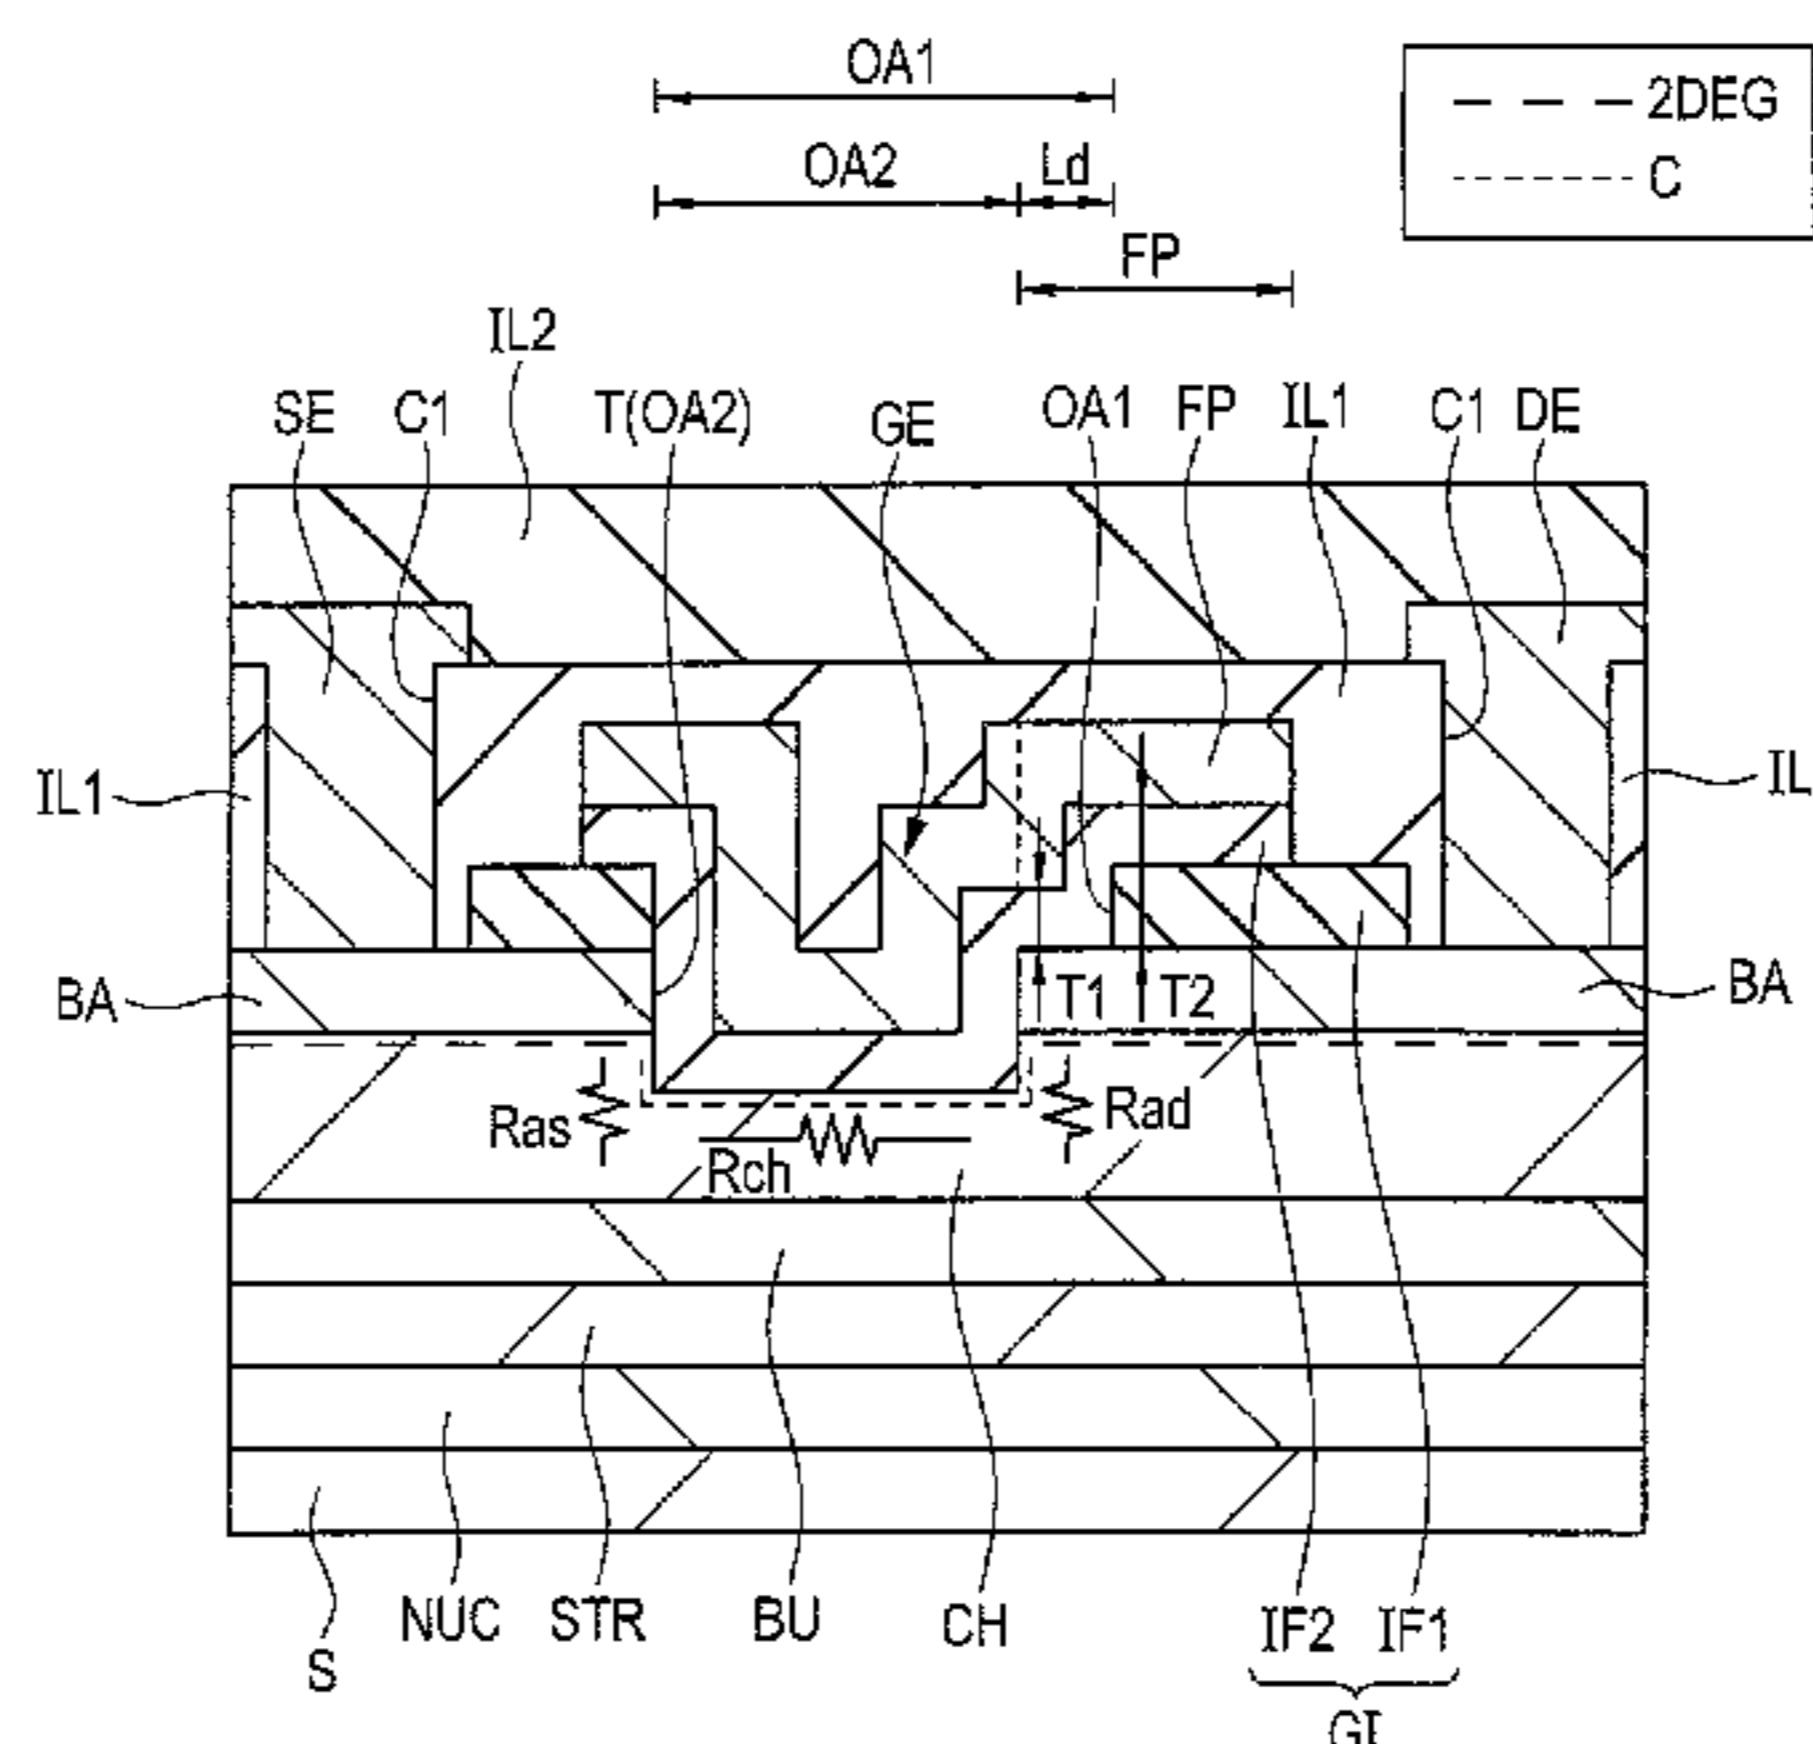 OA1
2DEG
OA2 Ld
C
FP
IL2
SE C1 T(OA2) GE OA1 FP IL1 C1 DE
IL1 IL
BA T1 T2 BA
Ras Rch Rad
NUC STR BU CH IF2 IF1
S
GI